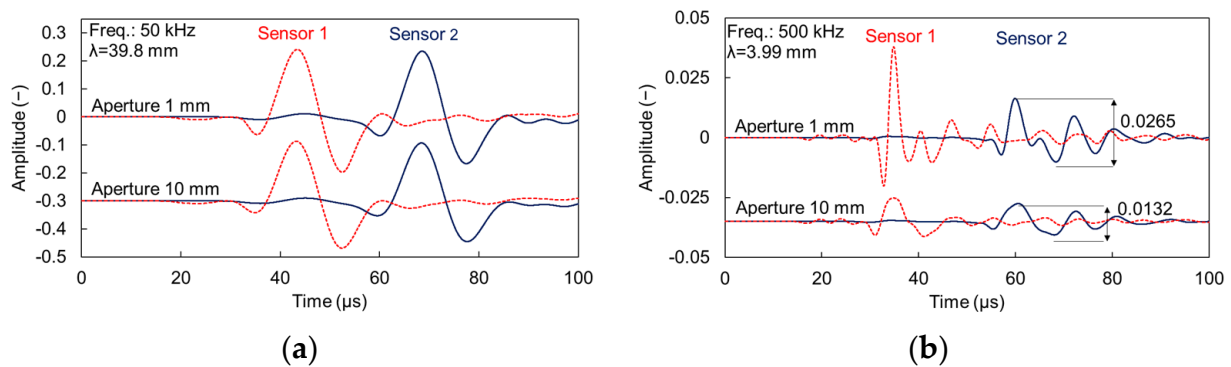 (a)
Freq.: 50 kHz
λ=39.8 mm
Sensor 1
Sensor 2
Aperture 1 mm
Aperture 10 mm
Amplitude (−)
0.3
0.2
0.1
0
-0.1
-0.2
-0.3
-0.4
-0.5
0
20
40
60
80
100
Time (µs)
(a)
(b)
Freq.: 500 kHz
λ=3.99 mm
Sensor 1
Sensor 2
Aperture 1 mm
0.0265
Aperture 10 mm
0.0132
Amplitude (−)
0.05
0.025
0
-0.025
-0.05
0
20
40
60
80
100
Time (µs)
(b)